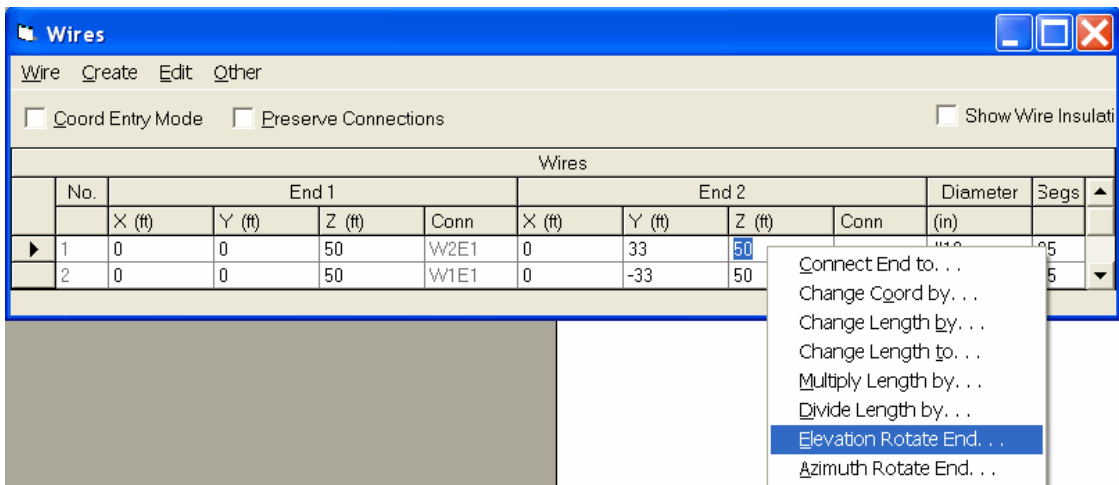 Wires
Wire Create Edit Other
Coord Entry Mode Preserve Connections Show Wire Insulati
Wires
No. End 1 End 2 Diameter Segs
X (ft) Y (ft) Z (ft) Conn X (ft) Y (ft) Z (ft) Conn (in)
1 0 0 50 W2E1 0 33 50
2 0 0 50 W1E1 0 -33 50
Connect End to. . .
Change Coord by. . .
Change Length by. . .
Change Length to. . .
Multiply Length by. . .
Divide Length by. . .
Elevation Rotate End. . .
Azimuth Rotate End. . .